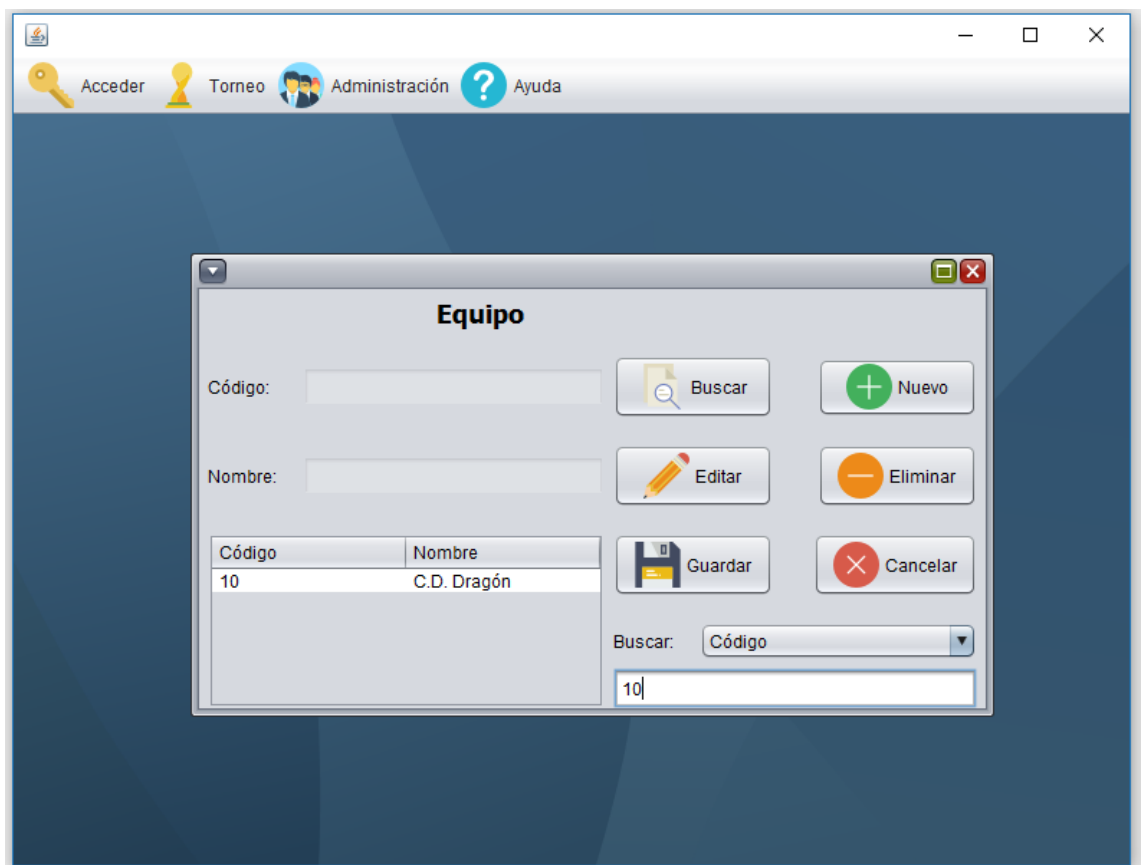 Acceder Torneo Administración Ayuda
Equipo
Código: Buscar Nuevo
Nombre: Editar Eliminar
Código Nombre
10 C.D. Dragón
Guardar Cancelar
Buscar: Código
10